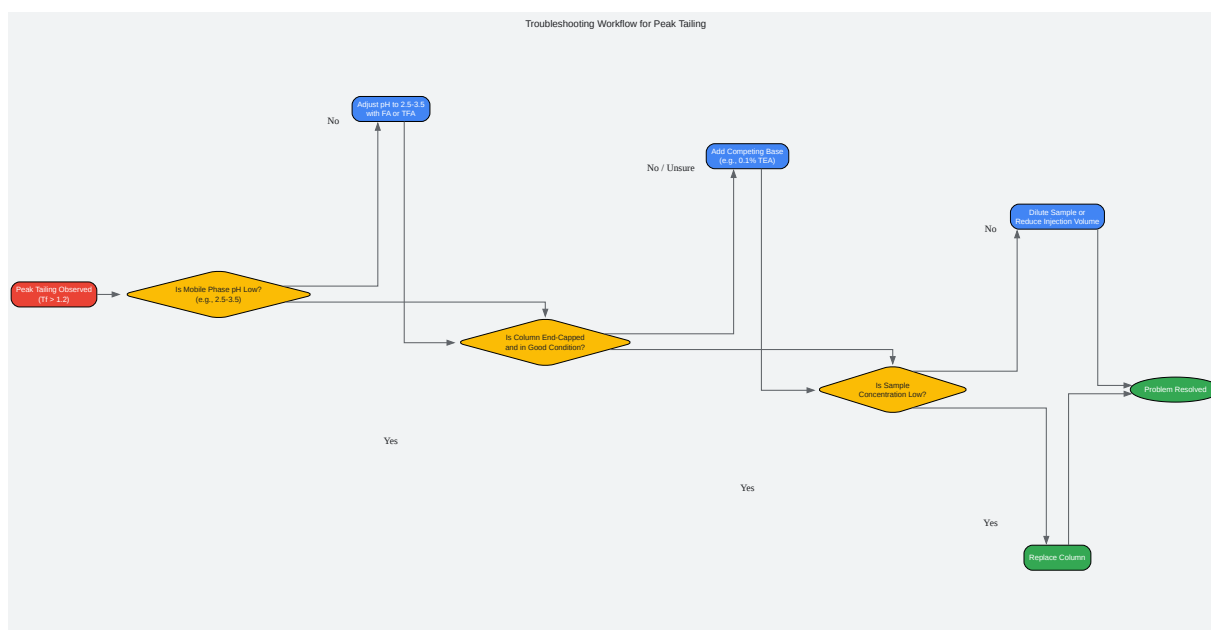 Troubleshooting Workflow for Peak Tailing
Adjust pH to 2.5-3.5
with FA or TFA
No
Add Competing Base
(e.g., 0.1% TEA)
No / Unsure
Dilute Sample or
Reduce Injection Volume
No
Peak Tailing Observed
(Tf > 1.2)
Is Mobile Phase pH Low?
(e.g., 2.5-3.5)
Is Column End-Capped
and in Good Condition?
Is Sample
Concentration Low?
Problem Resolved
Yes
Yes
Yes
Replace Column